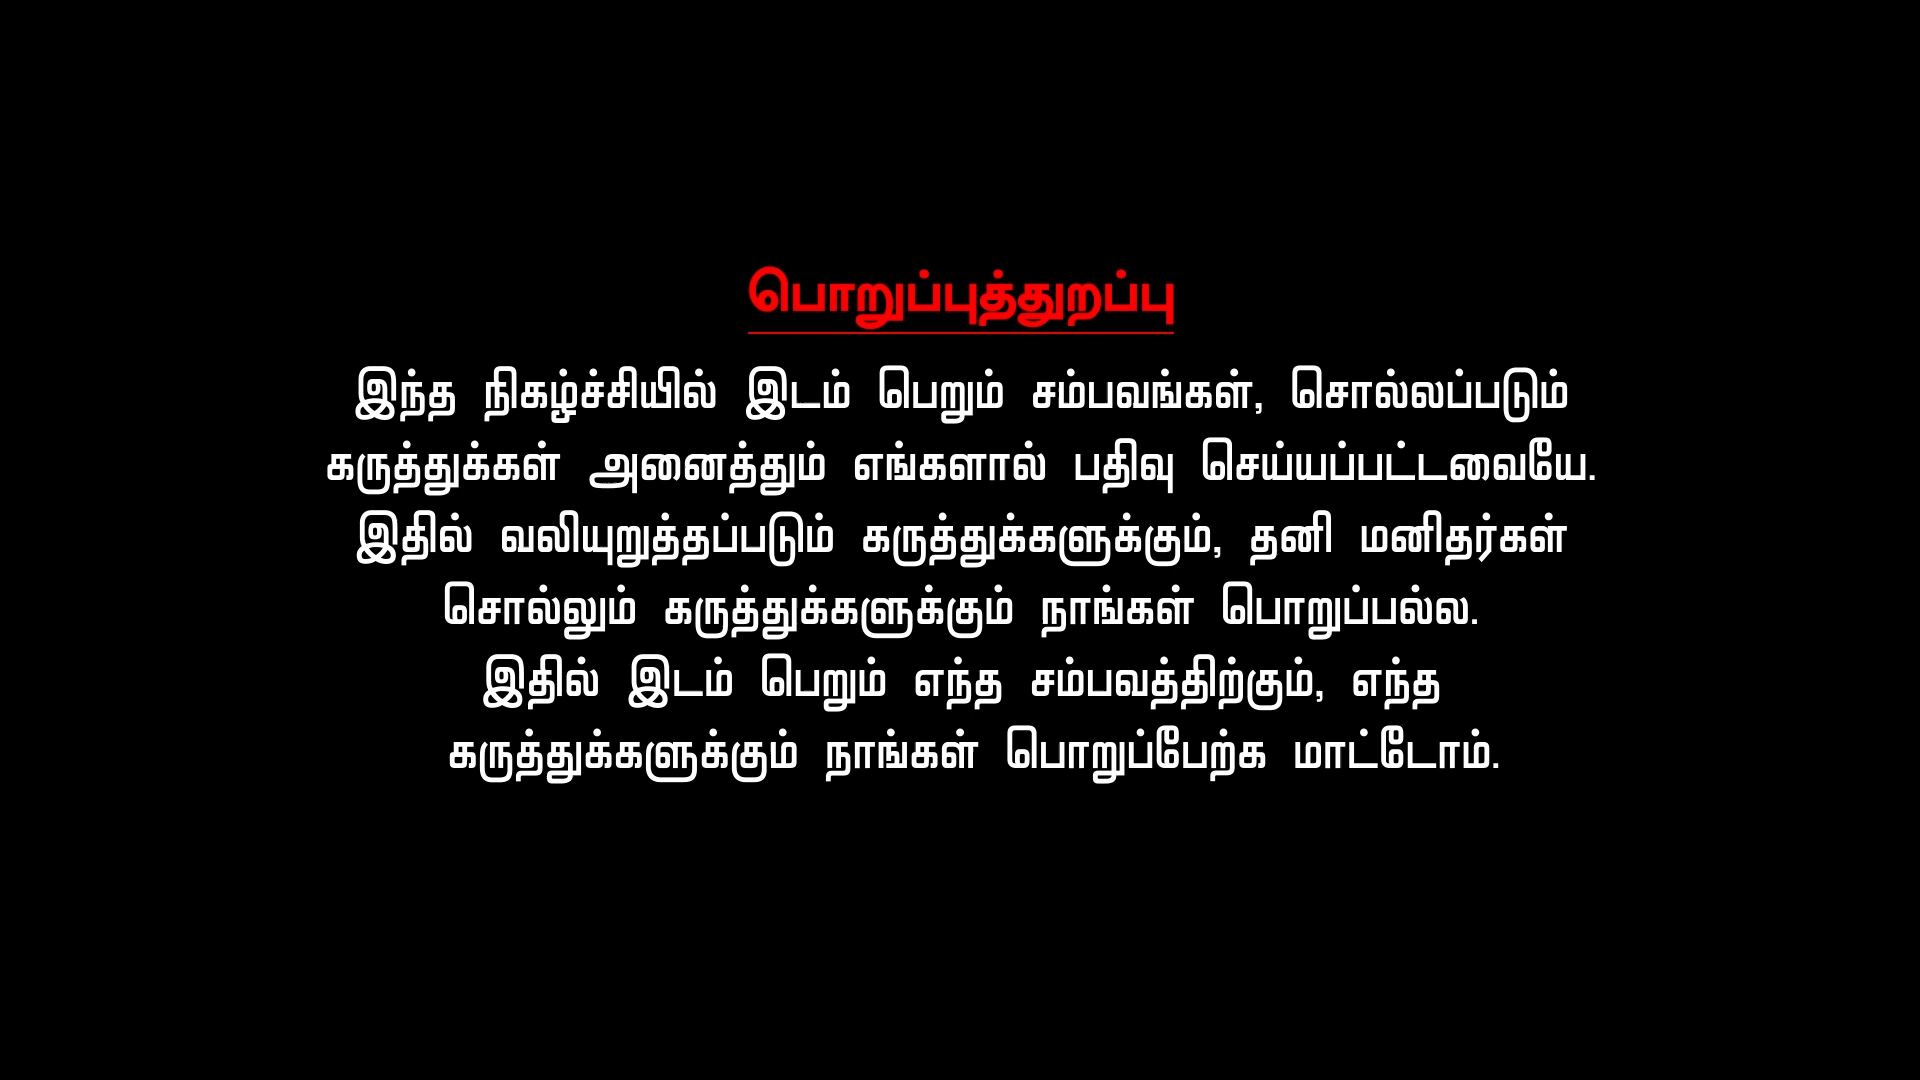 பொறுப்புத்துறப்பு
இந்த நிகழ்ச்சியில் இடம் பெறும் சம்பவங்கள், சொல்லப்படும்
கருத்துக்கள் அனைத்தும் எங்களால் பதிவு செய்யப்பட்டவையே.
இதில் வலியுறுத்தப்படும் கருத்துக்களுக்கும், தனி மனிதர்கள்
சொல்லும் கருத்துக்களுக்கும் நாங்கள் பொறுப்பல்ல.
இதில் இடம் பெறும் எந்த சம்பவத்திற்கும், எந்த
கருத்துக்களுக்கும் நாங்கள் பொறுப்பேற்க மாட்டோம்.